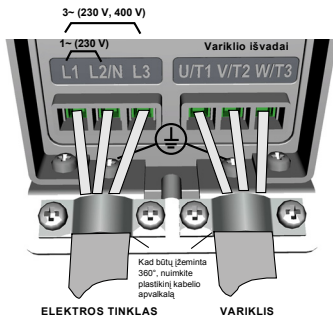 3~ (230 V, 400 V)
1~ (230 V)
Variklio išvadai
L1 L2/N L3
U/T1 V/T2 W/T3
Kad būtų įžeminta
360°, nuimkite
plastikinį kabelio
apvalkalą
ELEKTROS TINKLAS
VARIKLIS